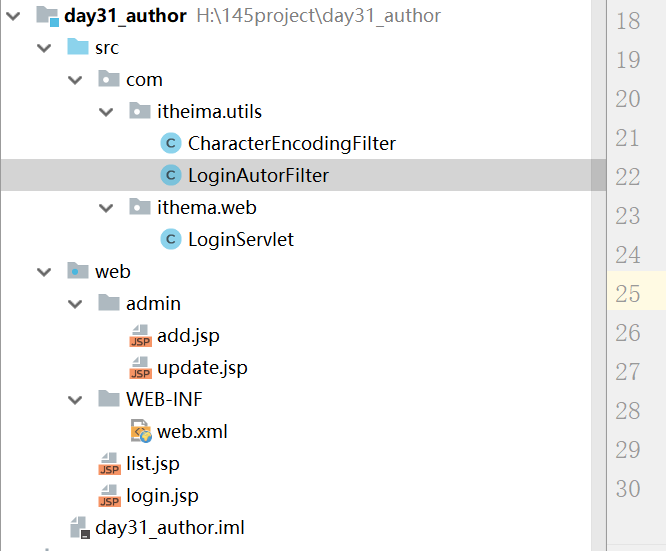 day31_author H:\145project\day31_author
src
com
itheima.utils
C CharacterEncodingFilter
C LoginAutorFilter
ithema.web
C LoginServlet
web
admin
JSP add.jsp
JSP update.jsp
WEB-INF
web.xml
JSP list.jsp
JSP login.jsp
day31_author.iml
18
19
20
21
22
23
24
25
26
27
28
29
30